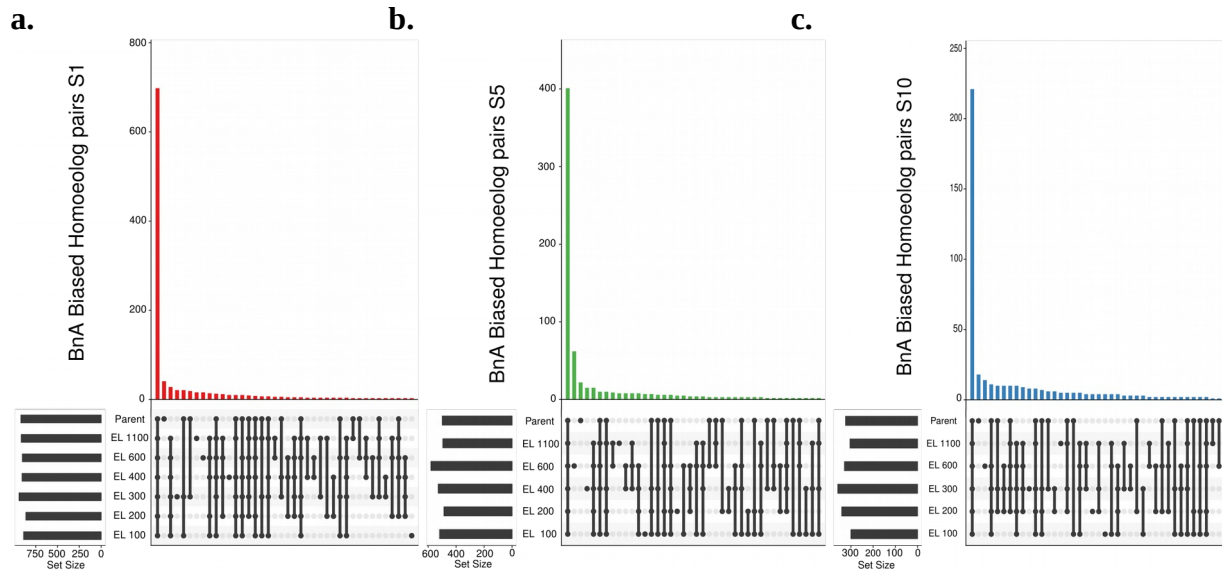 a.
BnA Biased Homoeolog pairs S1
800
600
400
200
0
Parent
EL 1100
EL 600
EL 400
EL 300
EL 200
EL 100
750 500 250 0
Set Size
b.
BnA Biased Homoeolog pairs S5
400
300
200
100
0
Parent
EL 1100
EL 600
EL 400
EL 200
EL 100
600 400 200 0
Set Size
c.
BnA Biased Homoeolog pairs S10
250
200
150
100
50
0
Parent
EL 1100
EL 600
EL 300
EL 200
EL 100
300 200 100 0
Set Size